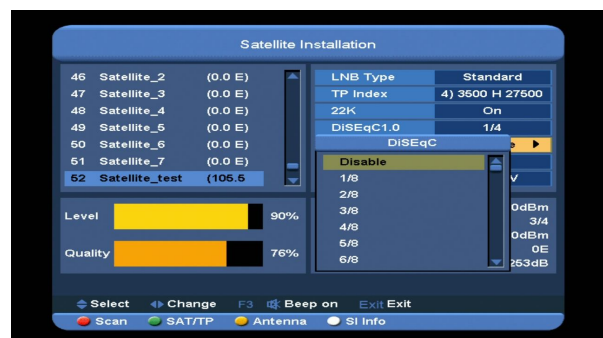 Satellite Installation
46 Satellite_2 (0.0 E)
47 Satellite_3 (0.0 E)
48 Satellite_4 (0.0 E)
49 Satellite_5 (0.0 E)
50 Satellite_6 (0.0 E)
51 Satellite_7 (0.0 E)
52 Satellite_test (105.5
LNB Type Standard
TP Index 4) 3500 H 27500
22K On
DiSEqC1.0 1/4
DiSEqC
Disable
1/8
2/8
3/8
4/8
5/8
6/8
V
0dBm
3/4
0dBm
0E
253dB
Level 90%
Quality 76%
Select Change F3 Beep on Exit Exit
Scan SAT/TP Antenna SI Info